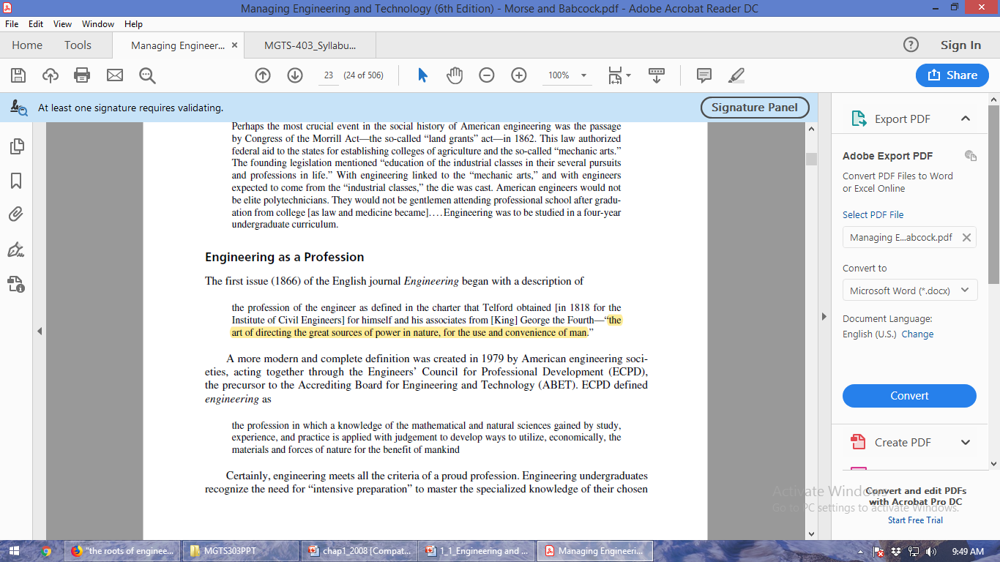 Managing Engineering and Technology (6th Edition) - Morse and Babcock.pdf - Adobe Acrobat Reader DC
File Edit View Window Help
Home Tools Managing Engineer... × MGTS-403_Syllabu... ? Sign In
23 (24 of 506) 100% Share
At least one signature requires validating. Signature Panel
Perhaps the most crucial event in the social history of American engineering was the passage
by Congress of the Morrill Act—the so-called “land grants” act—in 1862. This law authorized
federal aid to the states for establishing colleges of agriculture and the so-called “mechanic arts.”
The founding legislation mentioned “education of the industrial classes in their several pursuits
and professions in life.” With engineering linked to the “mechanic arts,” and with engineers
expected to come from the “industrial classes,” the die was cast. American engineers would not
be elite polytechnicians. They would not be gentlemen attending professional school after gradu-
ation from college [as law and medicine became]. . . . Engineering was to be studied in a four-year
undergraduate curriculum.
Engineering as a Profession
The first issue (1866) of the English journal Engineering began with a description of
the profession of the engineer as defined in the charter that Telford obtained [in 1818 for the
Institute of Civil Engineers] for himself and his associates from [King] George the Fourth—“the
art of directing the great sources of power in nature, for the use and convenience of man.”
A more modern and complete definition was created in 1979 by American engineering soci-
eties, acting together through the Engineers’ Council for Professional Development (ECPD),
the precursor to the Accrediting Board for Engineering and Technology (ABET). ECPD defined
engineering as
the profession in which a knowledge of the mathematical and natural sciences gained by study,
experience, and practice is applied with judgement to develop ways to utilize, economically, the
materials and forces of nature for the benefit of mankind
Certainly, engineering meets all the criteria of a proud profession. Engineering undergraduates
recognize the need for “intensive preparation” to master the specialized knowledge of their chosen
Export PDF
Adobe Export PDF
Convert PDF Files to Word
or Excel Online
Select PDF File
Managing E...abcock.pdf
Convert to
Microsoft Word (*.docx)
Document Language:
English (U.S.) Change
Convert
Create PDF
Activate Windows
Go to PC settings to activate Windows.
Convert and edit PDFs
with Acrobat Pro DC
Start Free Trial
"the roots of enginee... MGTS303PPT chap1_2008 [Compat... 1_1_Engineering and ... Managing Engineeri... 9:49 AM